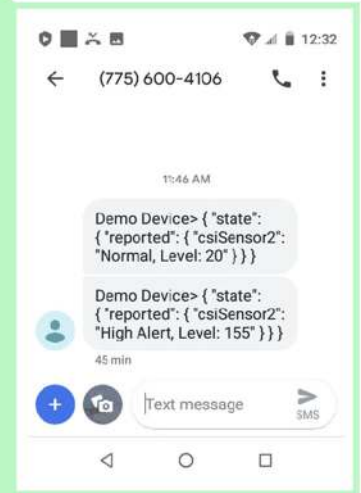 12:32
(775) 600-4106
11:46 AM
Demo Device> { "state":
{ "reported": { "csiSensor2":
"Normal, Level: 20" } } }
Demo Device> { "state":
{ "reported": { "csiSensor2":
"High Alert, Level: 155" } } }
45 min
Text message
SMS